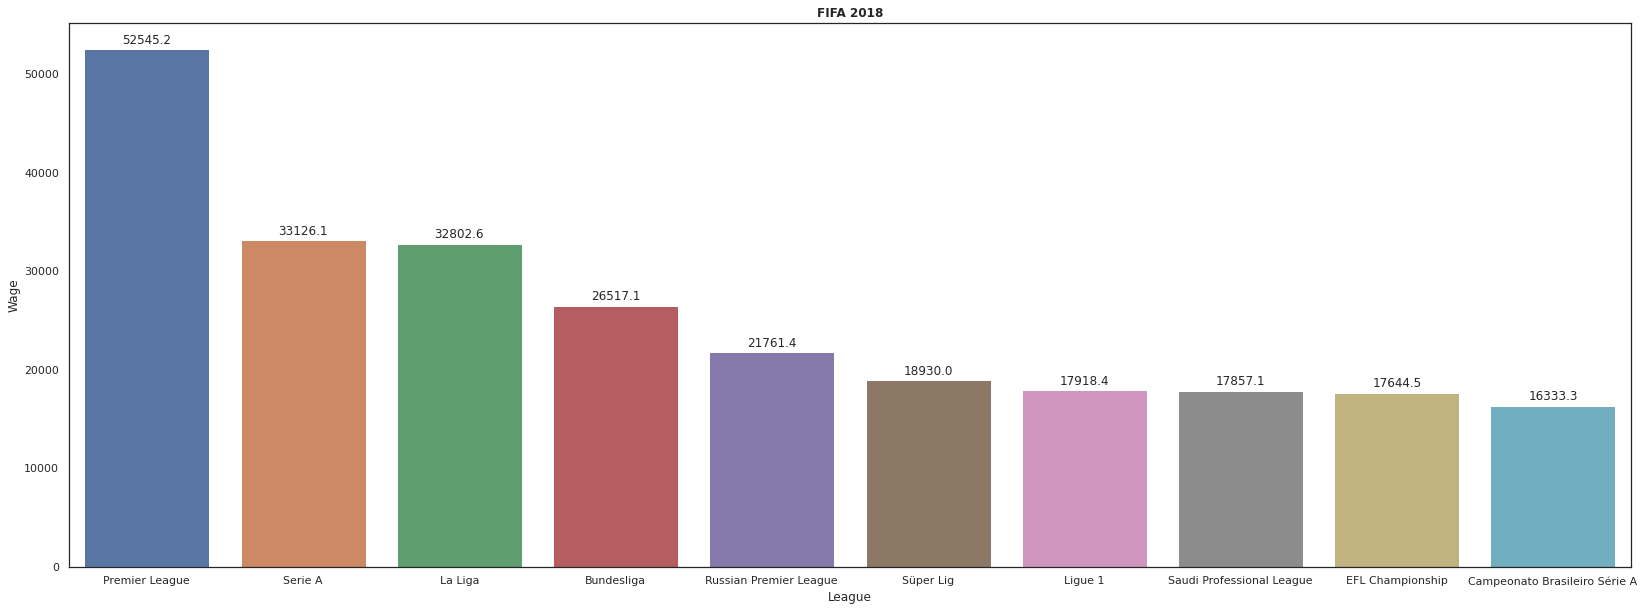 FIFA 2018
52545.2
50000
40000
33126.1
32802.6
30000
Wage
26517.1
21761.4
20000
18930.0
17918.4
17857.1
17644.5
16333.3
10000
0
Premier League
Serie A
La Liga
Bundesliga
Russian Premier League
Süper Lig
Ligue 1
Saudi Professional League
EFL Championship
Campeonato Brasileiro Série A
League